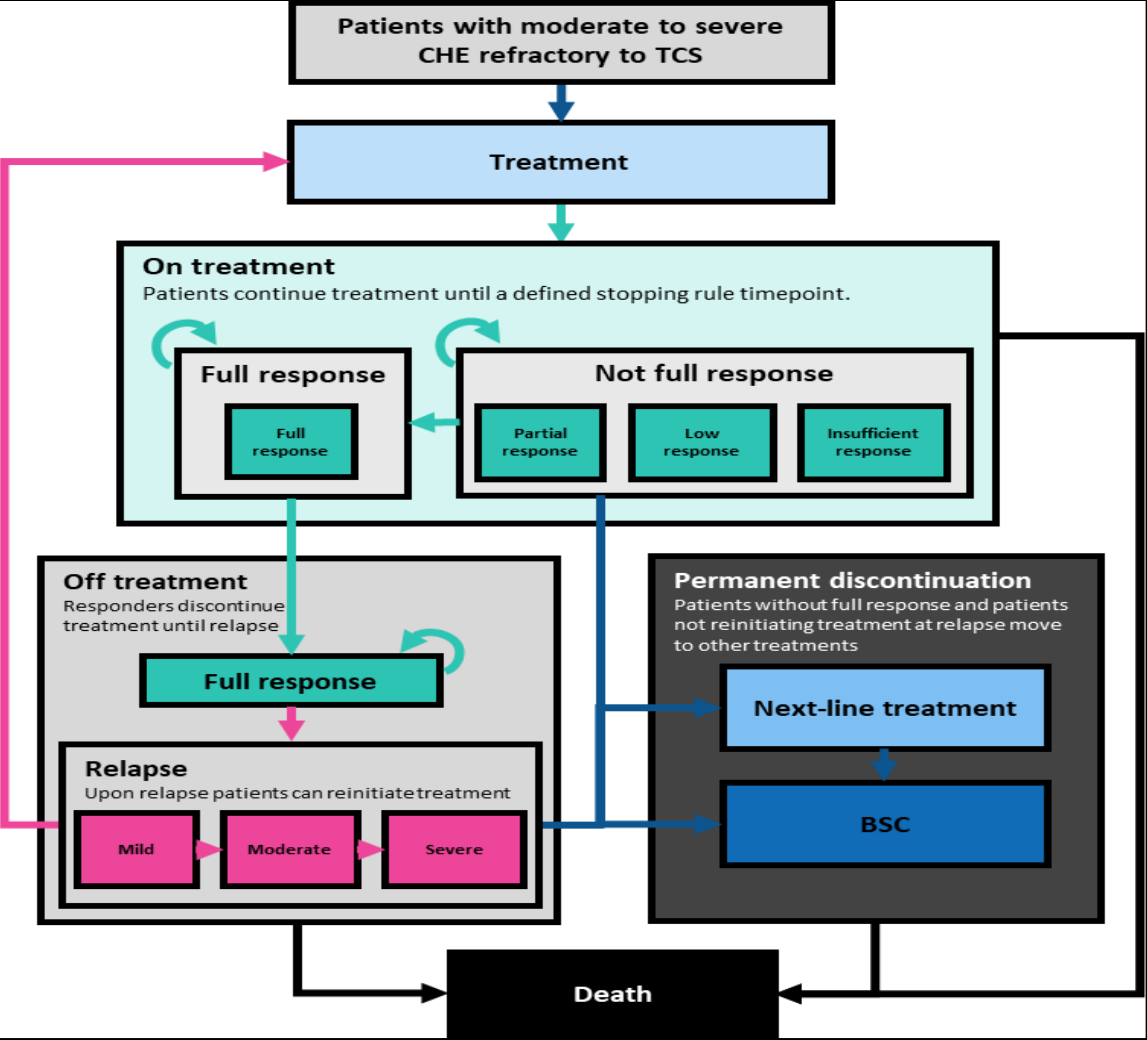 Patients with moderate to severe
CHE refractory to TCS
Treatment
On treatment
Patients continue treatment until a defined stopping rule timepoint.
Full response
Full
response
Not full response
Partial
response
Low
response
Insufficient
response
Off treatment
Responders discontinue
treatment until relapse
Full response
Relapse
Upon relapse patients can reinitiate treatment
Mild
Moderate
Severe
Permanent discontinuation
Patients without full response and patients
not reinitiating treatment at relapse move
to other treatments
Next-line treatment
BSC
Death